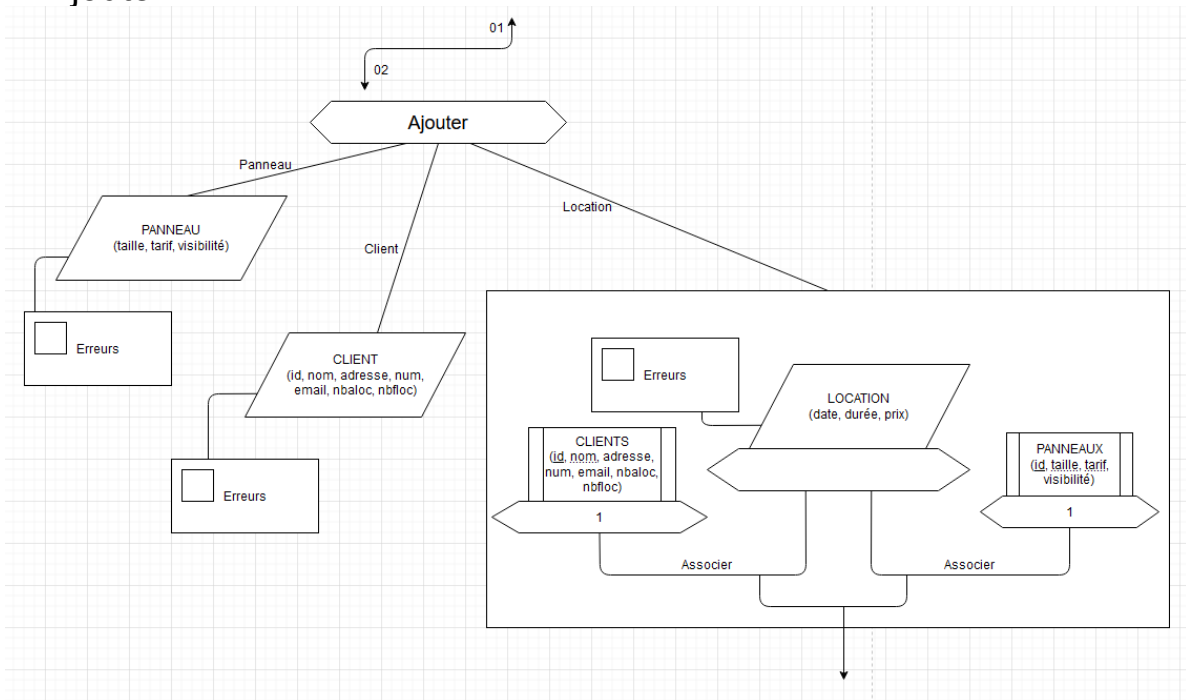 01
02
Ajouter
Panneau
PANNEAU
(taille, tarif, visibilité)
Erreurs
Client
CLIENT
(id, nom, adresse, num,
email, nbaloc, nbfloc)
Erreurs
Location
Erreurs
LOCATION
(date, durée, prix)
CLIENTS
(id, nom, adresse,
num, email, nbaloc,
nbfloc)
1
PANNEAUX
(id, taille, tarif,
visibilité)
1
Associer
Associer